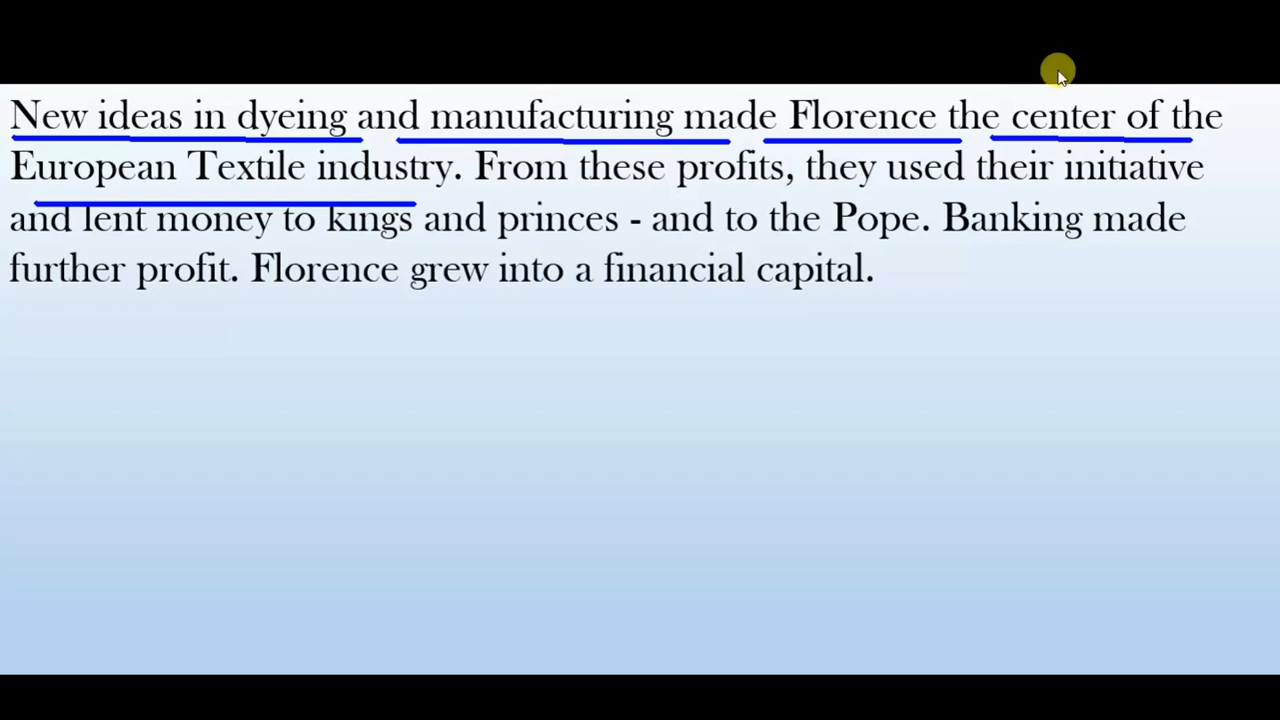 New ideas in dyeing and manufacturing made Florence the center of the
European Textile industry. From these profits, they used their initiative
and lent money to kings and princes - and to the Pope. Banking made
further profit. Florence grew into a financial capital.